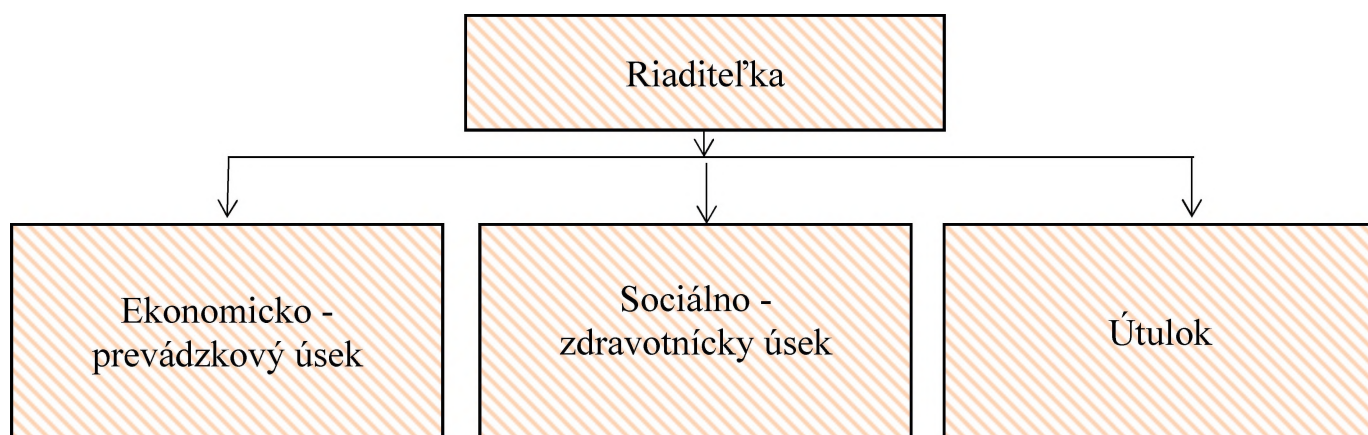 Riaditeľka
Ekonomicko -
prevádzkový úsek
Sociálno -
zdravotnícky úsek
Útulok